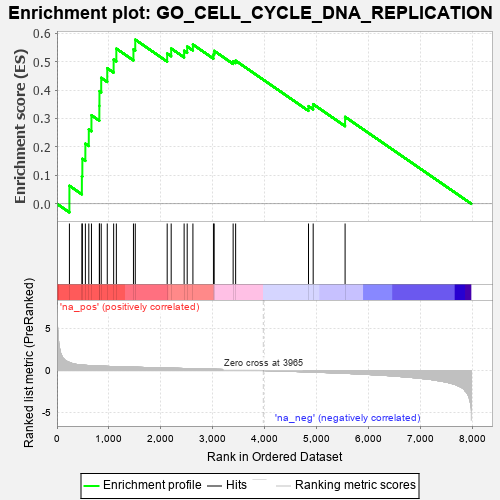 Enrichment plot: GO_CELL_CYCLE_DNA_REPLICATION
Enrichment score (ES)
0.6
0.5
0.4
0.3
0.2
0.1
0.0
'na_pos' (positively correlated)
Ranked list metric (PreRanked)
5
0
-5
Zero cross at 3965
'na_neg' (negatively correlated)
0 1,000 2,000 3,000 4,000 5,000 6,000 7,000 8,000
Rank in Ordered Dataset
Enrichment profile Hits Ranking metric scores